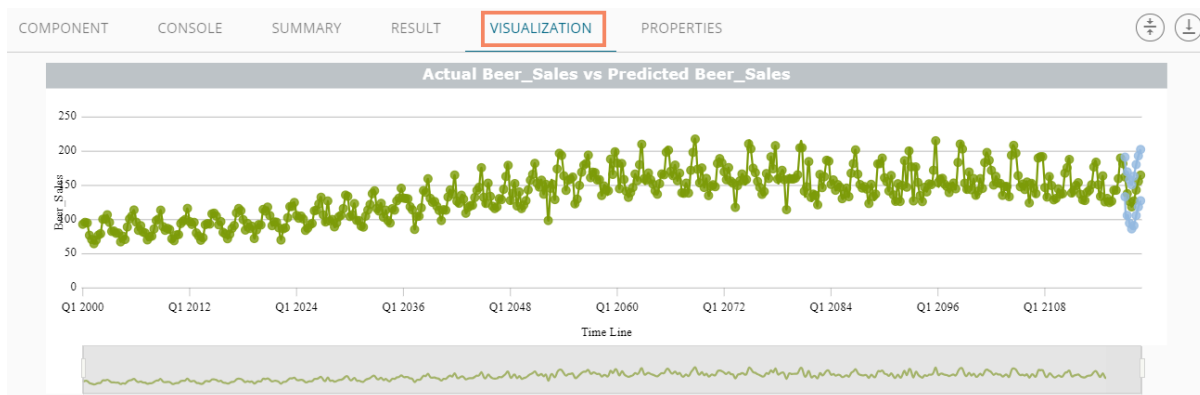 COMPONENT CONSOLE SUMMARY RESULT VISUALIZATION PROPERTIES
Actual Beer_Sales vs Predicted Beer_Sales
250
200
150
100
50
0
Beer_Sales
Q1 2000 Q1 2012 Q1 2024 Q1 2036 Q1 2048 Q1 2060 Q1 2072 Q1 2084 Q1 2096 Q1 2108
Time Line